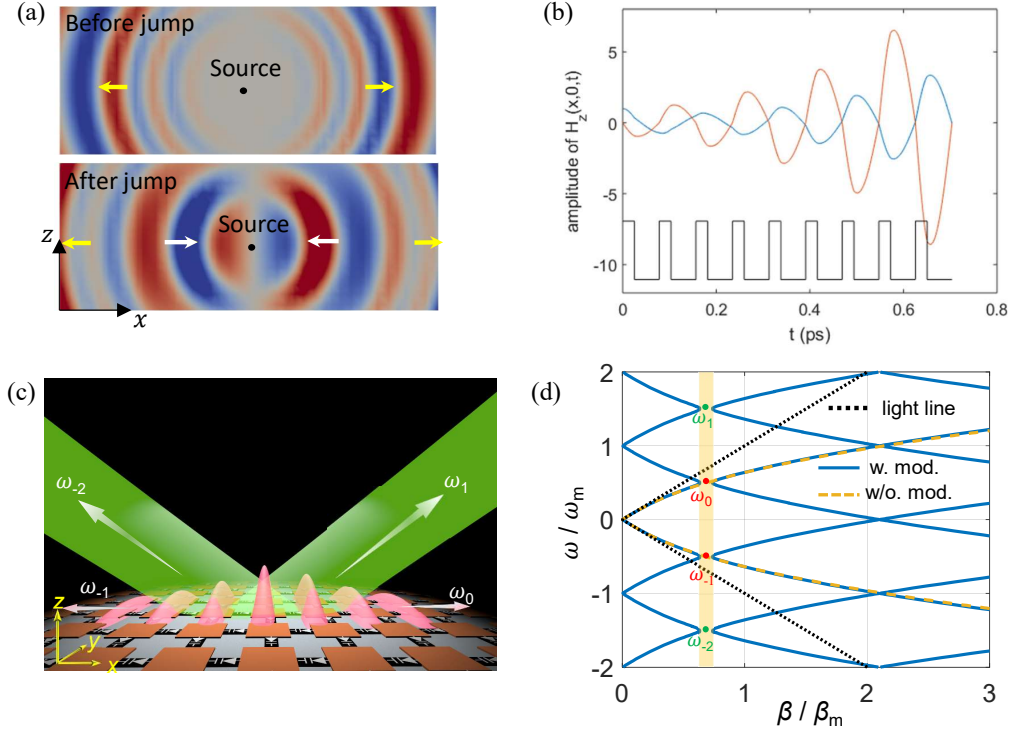 (a)
Before jump
Source
After jump
Source
z
x
(b)
amplitude of H_z(x,0,t)
5
0
-5
-10
0 0.2 0.4 0.6 0.8
t (ps)
(c)
ω_-2
ω_1
ω_-1
ω_0
z
y
x
(d)
2
1
0
-1
-2
ω / ω_m
ω_1
light line
w. mod.
w/o. mod.
ω_0
ω_-1
ω_-2
0 1 2 3
β / β_m